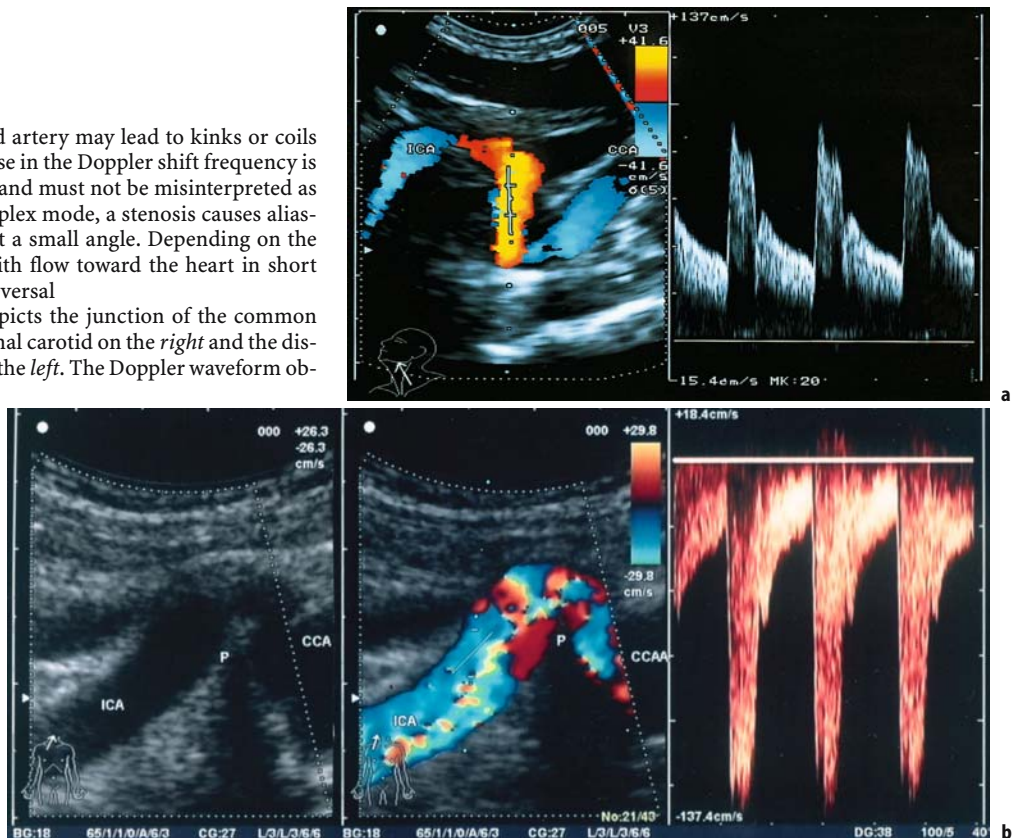 d artery may lead to kinks or coils
se in the Doppler shift frequency is
and must not be misinterpreted as
plex mode, a stenosis causes alias-
t a small angle. Depending on the
ith flow toward the heart in short
versal
picts the junction of the common
nal carotid on the right and the dis-
the left. The Doppler waveform ob-
005 V3
+41.6
ICA
CCA
-41.6
cm/s
+137cm/s
-15.4cm/s MK:20
a
000 +26.3
-26.3
cm/s
CCA
P
ICA
BG:18 65/1/1/0/A/6/3 CG:27 L/3/L/3/6/6
000 +29.8
-29.8
cm/s
P
CCAA
ICA
No:21/43
BG:18 65/1/1/0/A/6/3 CG:27 L/3/L/3/6/6
+18.4cm/s
-137.4cm/s
DG:38 100/5 40
b